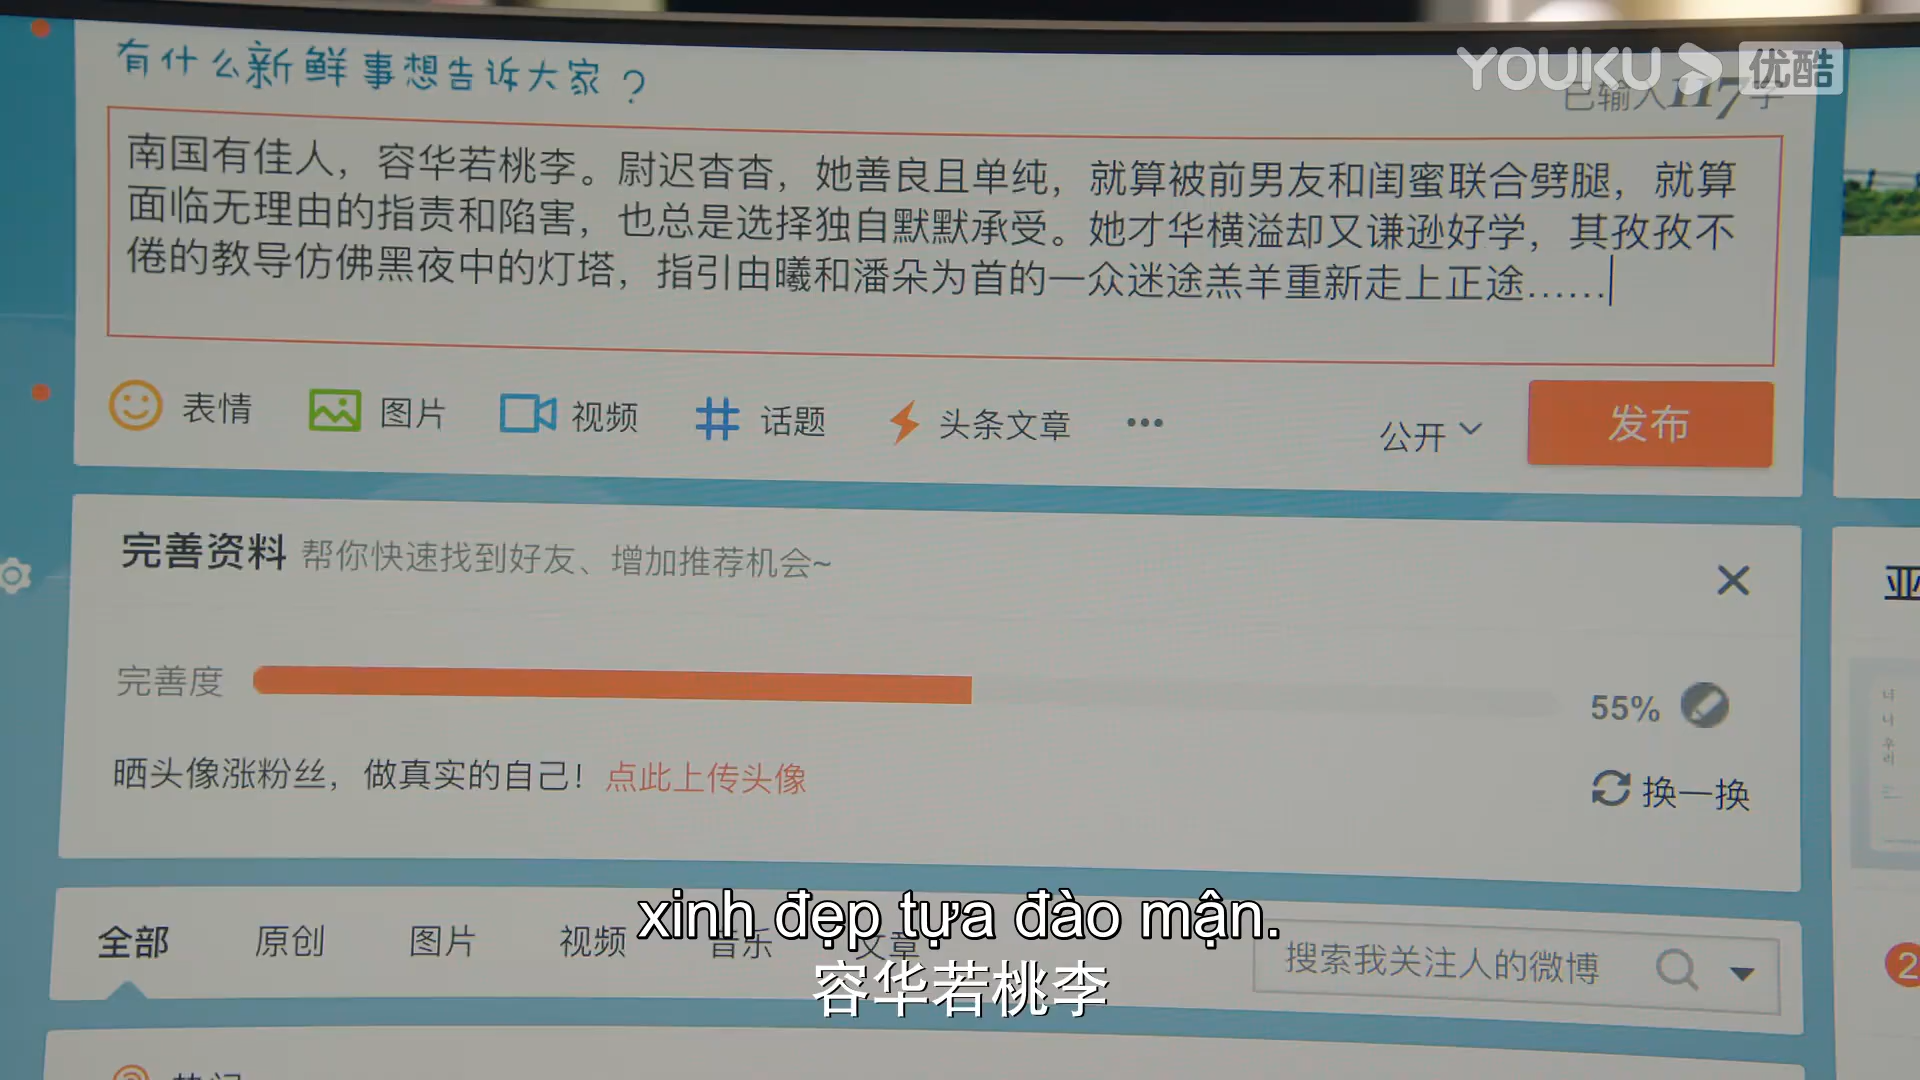 有什么新鲜事想告诉大家？
YOUKU 优酷
已输入117字
南国有佳人，容华若桃李。尉迟杳杳，她善良且单纯，就算被前男友和闺蜜联合劈腿，就算
面临无理由的指责和陷害，也总是选择独自默默承受。她才华横溢却又谦逊好学，其孜孜不
倦的教导仿佛黑夜中的灯塔，指引由曦和潘朵为首的一众迷途羔羊重新走上正途……
表情 图片 视频 话题 头条文章 ··· 公开 发布
完善资料 帮你快速找到好友、增加推荐机会~
亚
完善度 55%
晒头像涨粉丝，做真实的自己！点此上传头像
换一换
全部 原创 图片 视频 音乐 文章
搜索我关注人的微博
2
xinh đẹp tựa đào mận.
容华若桃李